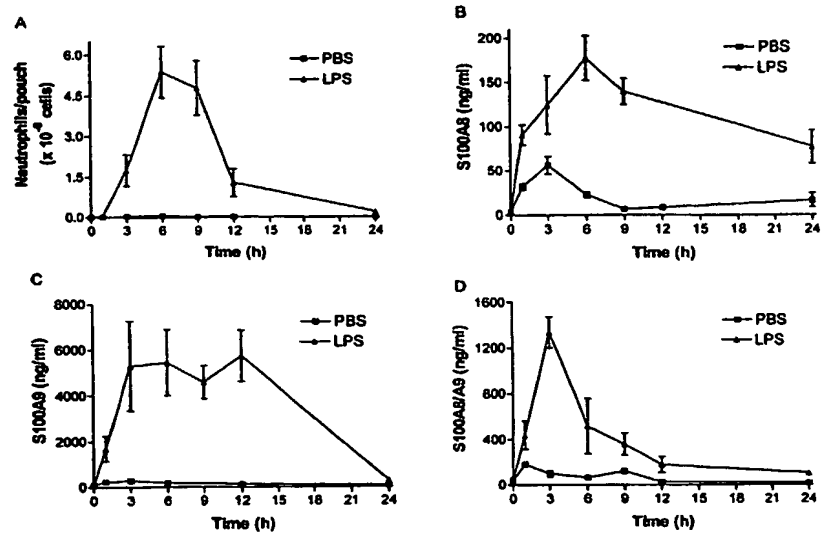 A
Neutrophils/pouch
(x 10⁻⁶ cells)
6.0
4.5
3.0
1.5
0.0
PBS
LPS
0 3 6 9 12 15 18 21 24
Time (h)
B
S100A8 (ng/ml)
200
150
100
50
0
PBS
LPS
0 3 6 9 12 15 18 21 24
Time (h)
C
S100A9 (ng/ml)
8000
6000
4000
2000
0
PBS
LPS
0 3 6 9 12 15 18 21 24
Time (h)
D
S100A8/A9 (ng/ml)
1600
1200
800
400
0
PBS
LPS
0 3 6 9 12 15 18 21 24
Time (h)